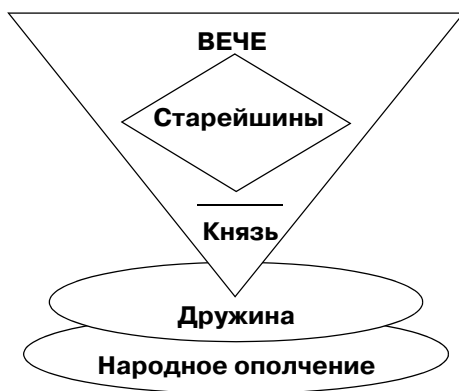 ВЕЧЕ
Старейшины
Князь
Дружина
Народное ополчение